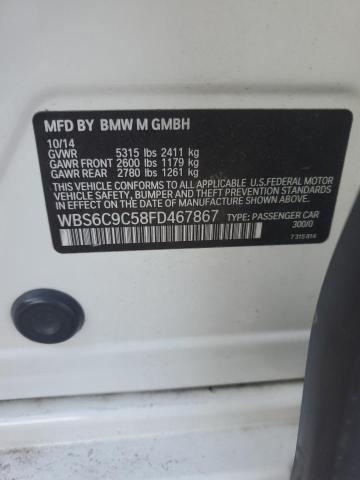 MFD BY BMW M GMBH
10/14
GVWR 5315 lbs 2411 kg
GAWR FRONT 2600 lbs 1179 kg
GAWR REAR 2780 lbs 1261 kg
THIS VEHICLE CONFORMS TO ALL APPLICABLE U.S.FEDERAL MOTOR
VEHICLE SAFETY, BUMPER AND THEFT PREVENTION STANDARDS
IN EFFECT ON THE DATE OF MANUFACTURE SHOWN ABOVE.
WBS6C9C58FD467867 TYPE: PASSENGER CAR
300/0
7315814